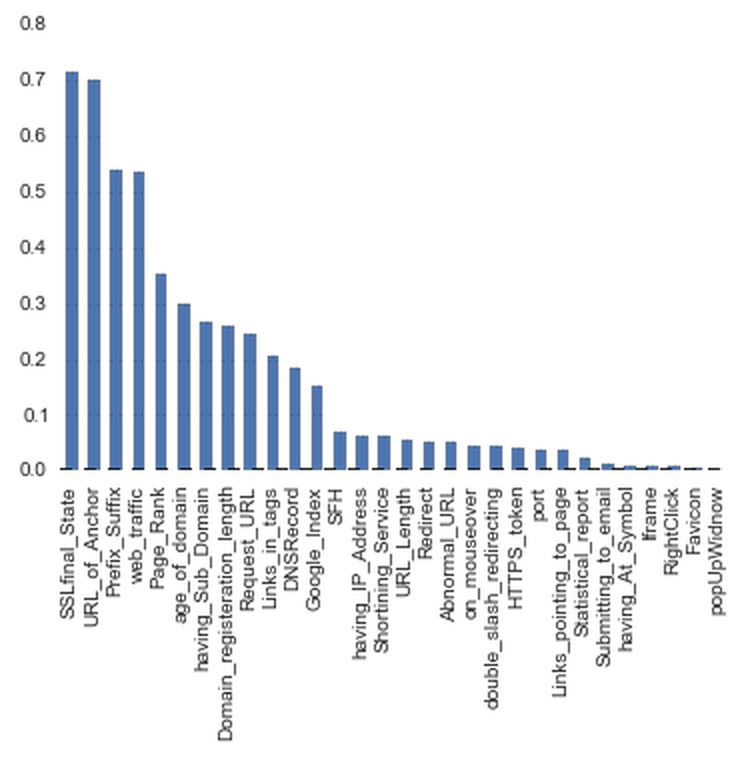 0.8
0.7
0.6
0.5
0.4
0.3
0.2
0.1
0.0
SSLfinal_State
URL_of_Anchor
Prefix_Suffix
web_traffic
Page_Rank
age_of_domain
having_Sub_Domain
Domain_registeration_length
Request_URL
Links_in_tags
DNSRecord
Google_Index
SFH
having_IP_Address
Shortining_Service
URL_Length
Redirect
Abnormal_URL
on_mouseover
double_slash_redirecting
HTTPS_token
port
Links_pointing_to_page
Statistical_report
Submitting_to_email
having_At_Symbol
Iframe
RightClick
Favicon
popUpWidnow